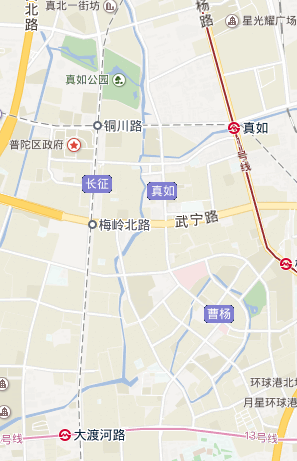 真北一街坊
北路
杨路
星光耀广场
真如公园
铜川路
真如
普陀区政府
号线
长征
真如
梅岭北路
武宁路
曹杨
环球港北
月星环球港
大渡河路
号线
13号线